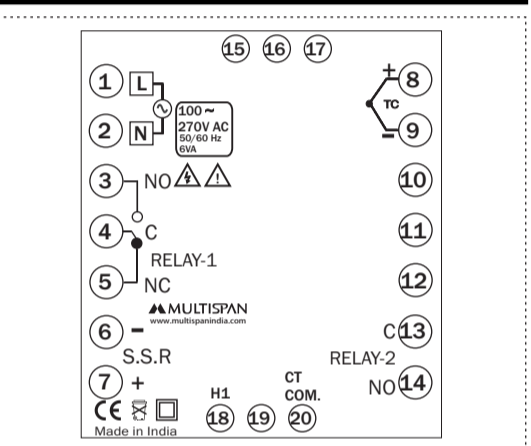 15 16 17
1 L
+ 8
TC
100 ~
270V AC
50/60 Hz
6VA
2 N
- 9
3 NO
10
4 C
11
RELAY-1
5 NC
12
MULTISPAN
www.multispanindia.com
6 -
C 13
S.S.R
RELAY-2
7 +
NO 14
H1
CT
COM.
CE
18 19 20
Made in India